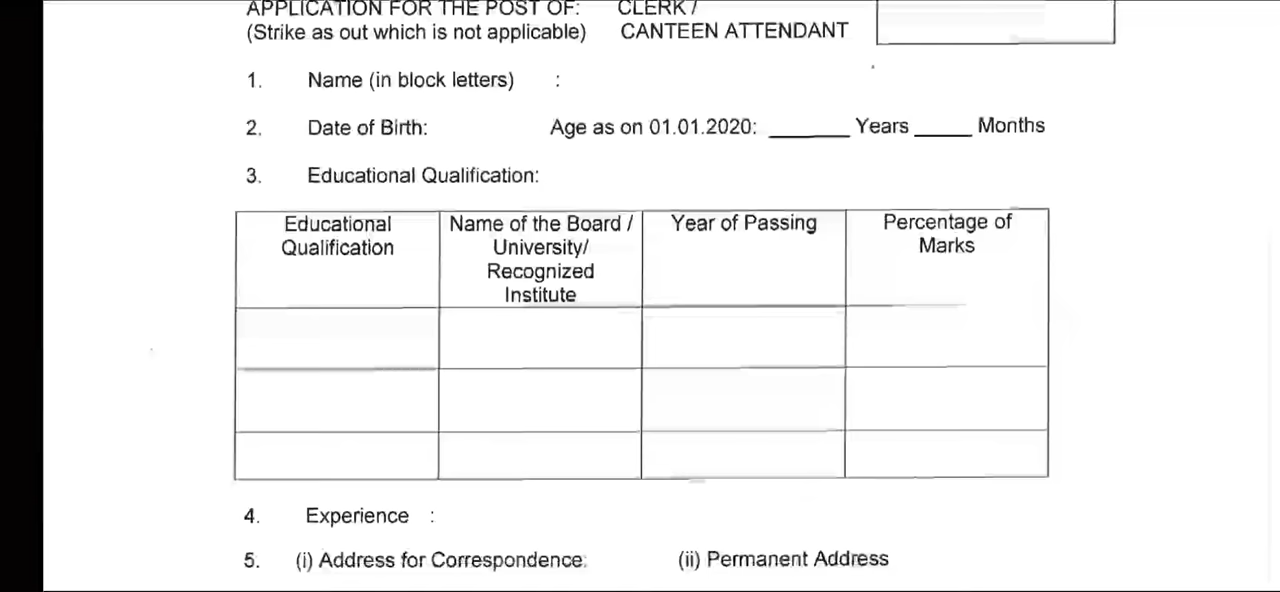 APPLICATION FOR THE POST OF: CLERK /
(Strike as out which is not applicable) CANTEEN ATTENDANT
1. Name (in block letters) :
2. Date of Birth: Age as on 01.01.2020: ________ Years ______ Months
3. Educational Qualification:
Educational Qualification
Name of the Board / University/ Recognized Institute
Year of Passing
Percentage of Marks
4. Experience :
5. (i) Address for Correspondence: (ii) Permanent Address